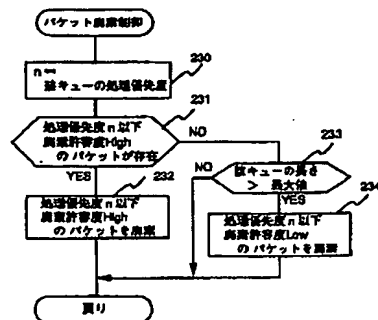 パケット廃棄制御
230
n ←
該キューの処理優先度
231
処理優先度 n 以下
廃棄許容度High
の パケットが存在
NO
YES
232
処理優先度 n 以下
廃棄許容度High
の パケットを廃棄
233
NO
該キューの長さ
> 最大値
YES
234
処理優先度 n 以下
廃棄許容度Low
の パケットを廃棄
戻り